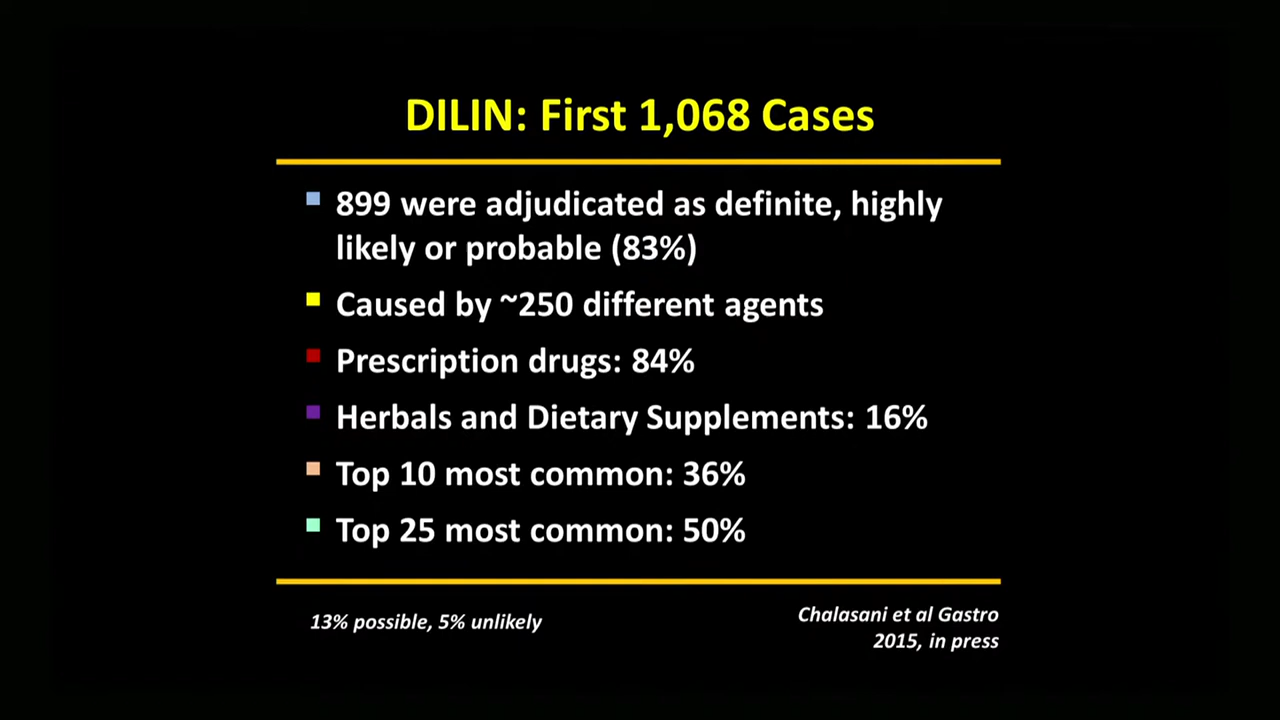 DILIN: First 1,068 Cases
899 were adjudicated as definite, highly
likely or probable (83%)
Caused by ~250 different agents
Prescription drugs: 84%
Herbals and Dietary Supplements: 16%
Top 10 most common: 36%
Top 25 most common: 50%
13% possible, 5% unlikely
Chalasani et al Gastro
2015, in press